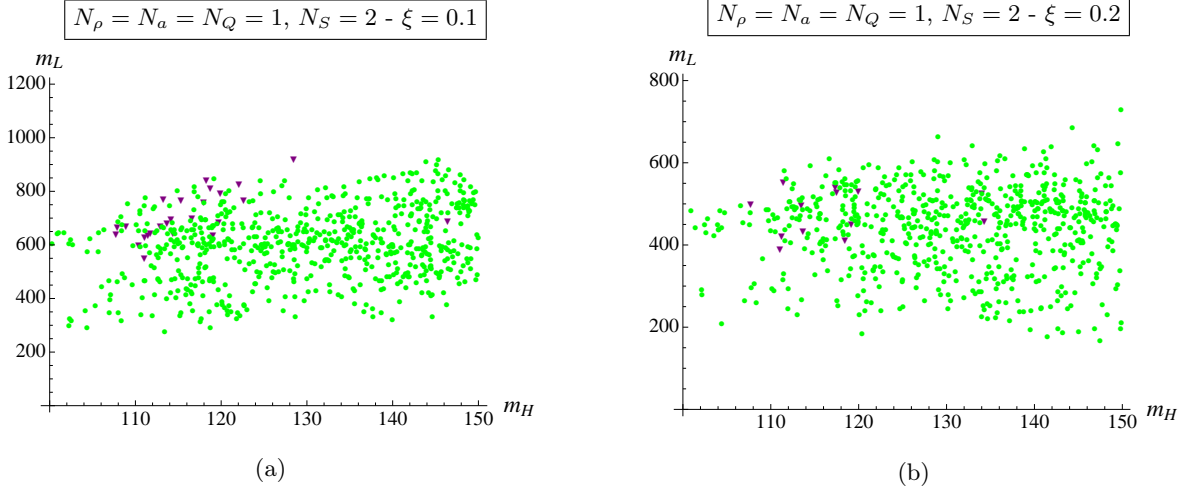 N_ρ = N_a = N_Q = 1, N_S = 2 - ξ = 0.1
m_L
1200
1000
800
600
400
200
110 120 130 140 150
m_H
(a)
N_ρ = N_a = N_Q = 1, N_S = 2 - ξ = 0.2
m_L
800
600
400
200
110 120 130 140 150
m_H
(b)